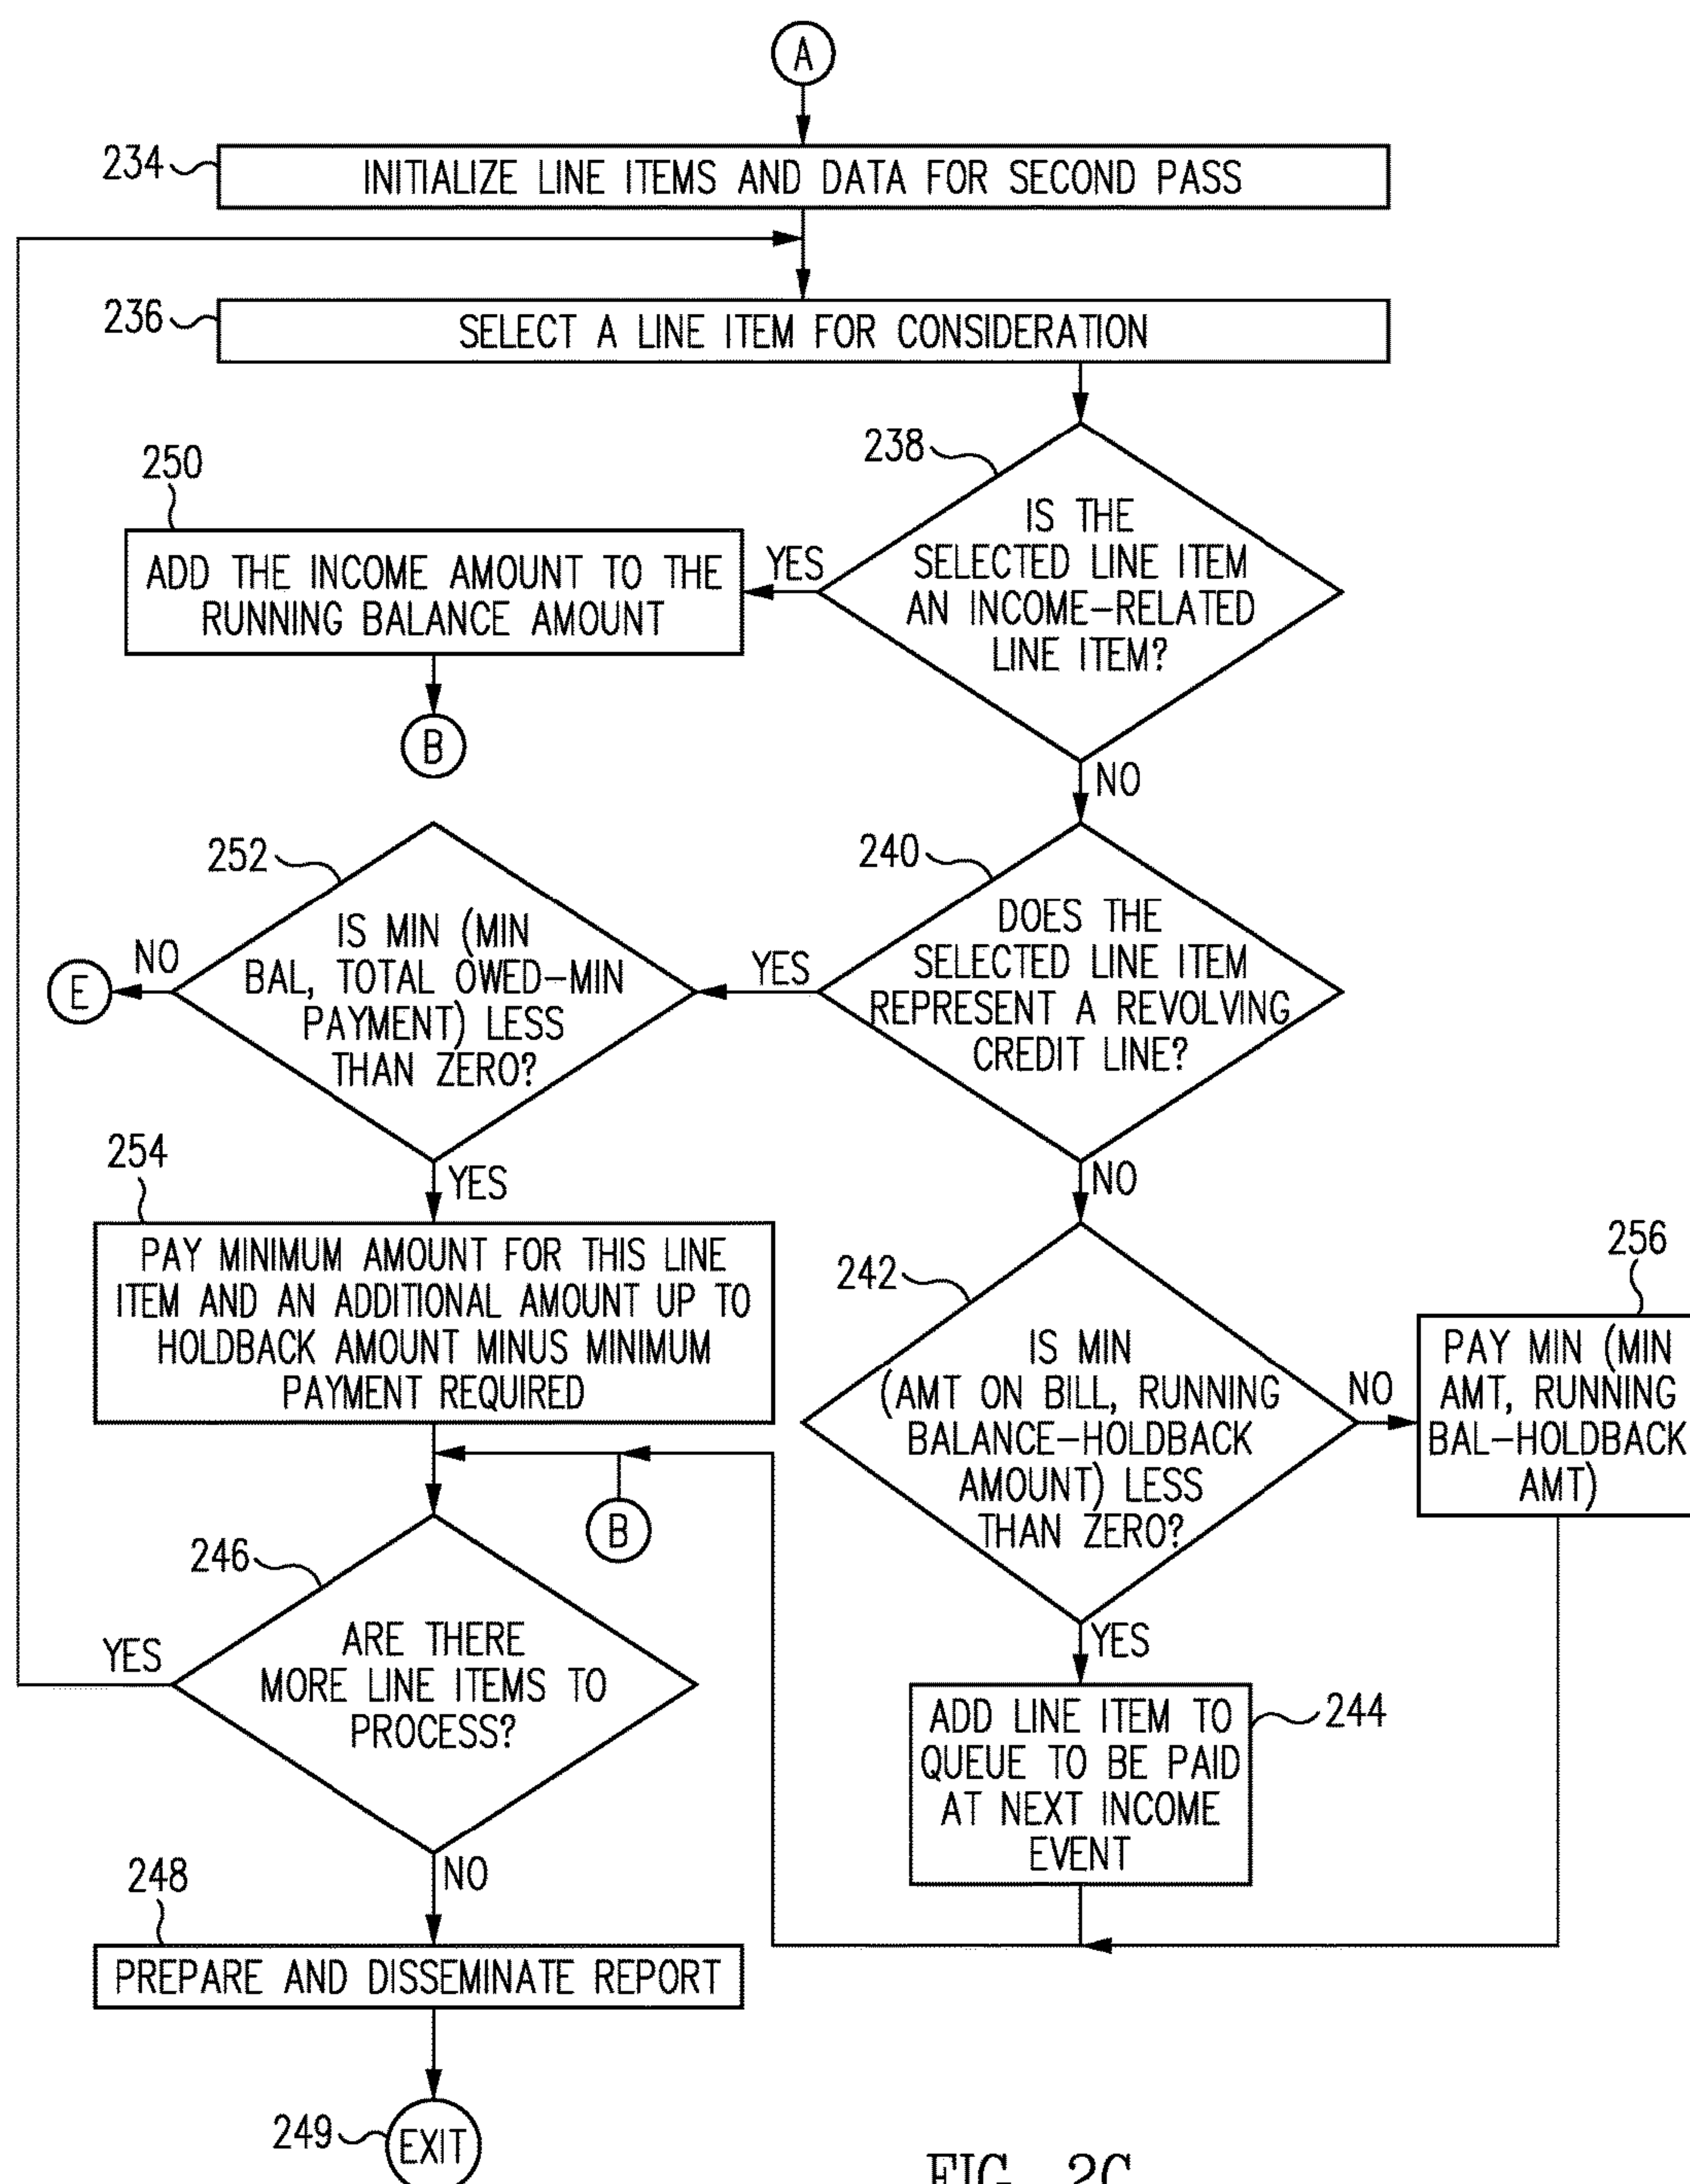 A
234
INITIALIZE LINE ITEMS AND DATA FOR SECOND PASS
236
SELECT A LINE ITEM FOR CONSIDERATION
238
IS THE
SELECTED LINE ITEM
AN INCOME-RELATED
LINE ITEM?
YES
250
ADD THE INCOME AMOUNT TO THE
RUNNING BALANCE AMOUNT
B
NO
240
DOES THE
SELECTED LINE ITEM
REPRESENT A REVOLVING
CREDIT LINE?
YES
252
IS MIN (MIN
BAL, TOTAL OWED-MIN
PAYMENT) LESS
THAN ZERO?
NO
E
YES
254
PAY MINIMUM AMOUNT FOR THIS LINE
ITEM AND AN ADDITIONAL AMOUNT UP TO
HOLDBACK AMOUNT MINUS MINIMUM
PAYMENT REQUIRED
NO
242
IS MIN
(AMT ON BILL, RUNNING
BALANCE-HOLDBACK
AMOUNT) LESS
THAN ZERO?
NO
256
PAY MIN (MIN
AMT, RUNNING
BAL-HOLDBACK
AMT)
B
YES
244
ADD LINE ITEM TO
QUEUE TO BE PAID
AT NEXT INCOME
EVENT
246
ARE THERE
MORE LINE ITEMS TO
PROCESS?
YES
NO
248
PREPARE AND DISSEMINATE REPORT
249
EXIT
FIG. 2C